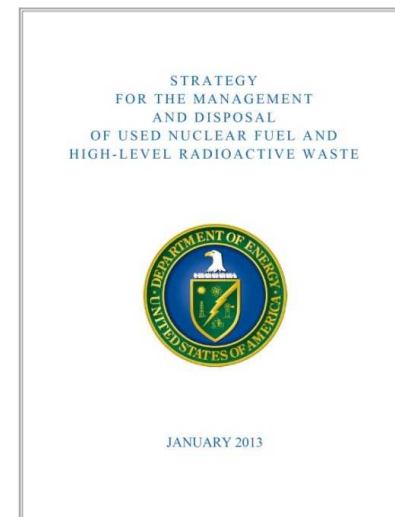 STRATEGY
FOR THE MANAGEMENT
AND DISPOSAL
OF USED NUCLEAR FUEL AND
HIGH-LEVEL RADIOACTIVE WASTE
DEPARTMENT OF ENERGY
UNITED STATES OF AMERICA
JANUARY 2013